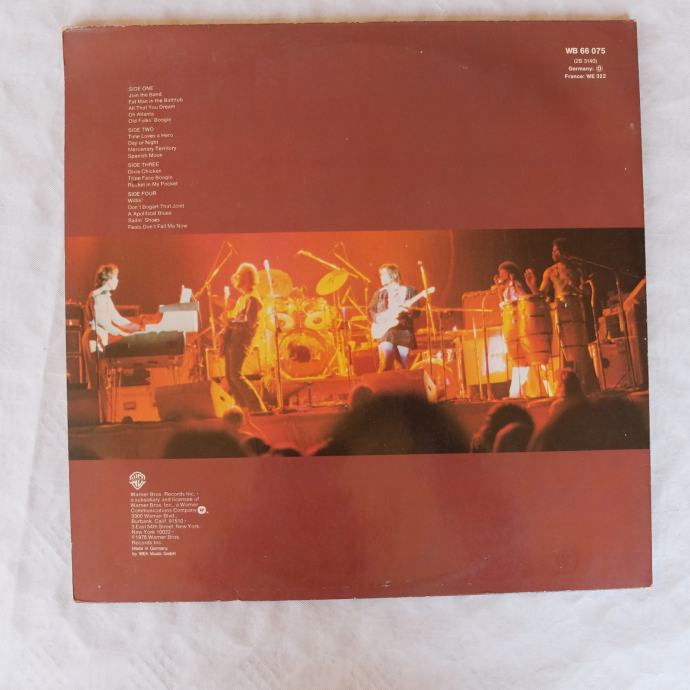 WB 66 075
(2B 3140)
Germany:
France: WE 322
SIDE ONE
Join the Band
Fat Man in the Bathtub
All That You Dream
Oh Atlanta
Old Folks' Boogie
SIDE TWO
Time Loves a Hero
Day or Night
Mercenary Territory
Spanish Moon
SIDE THREE
Dixie Chicken
Tripe Face Boogie
Rocket in My Pocket
SIDE FOUR
Willin'
Don't Bogart That Joint
A Apolitical Blues
Sailin' Shoes
Feats Don't Fail Me Now
Warner Bros. Records Inc. -
a subsidiary and licensee of
Warner Bros. Inc., a Warner
Communications Company
3300 Warner Blvd.,
Burbank, Calif. 91510 -
3 East 54th Street, New York,
New York 10022 -
©1978 Warner Bros.
Records Inc.
Made in Germany
by WEA Musik GmbH